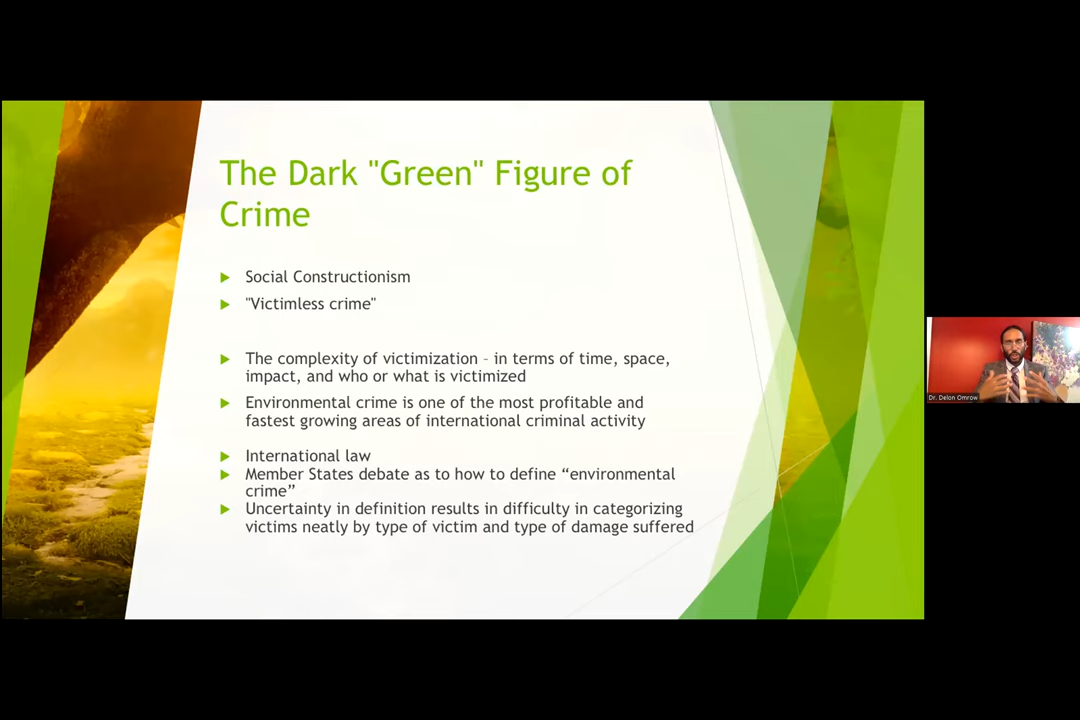 The Dark "Green" Figure of
Crime
Social Constructionism
"Victimless crime"
The complexity of victimization – in terms of time, space,
impact, and who or what is victimized
Environmental crime is one of the most profitable and
fastest growing areas of international criminal activity
International law
Member States debate as to how to define “environmental
crime”
Uncertainty in definition results in difficulty in categorizing
victims neatly by type of victim and type of damage suffered
Dr. Delon Omrow